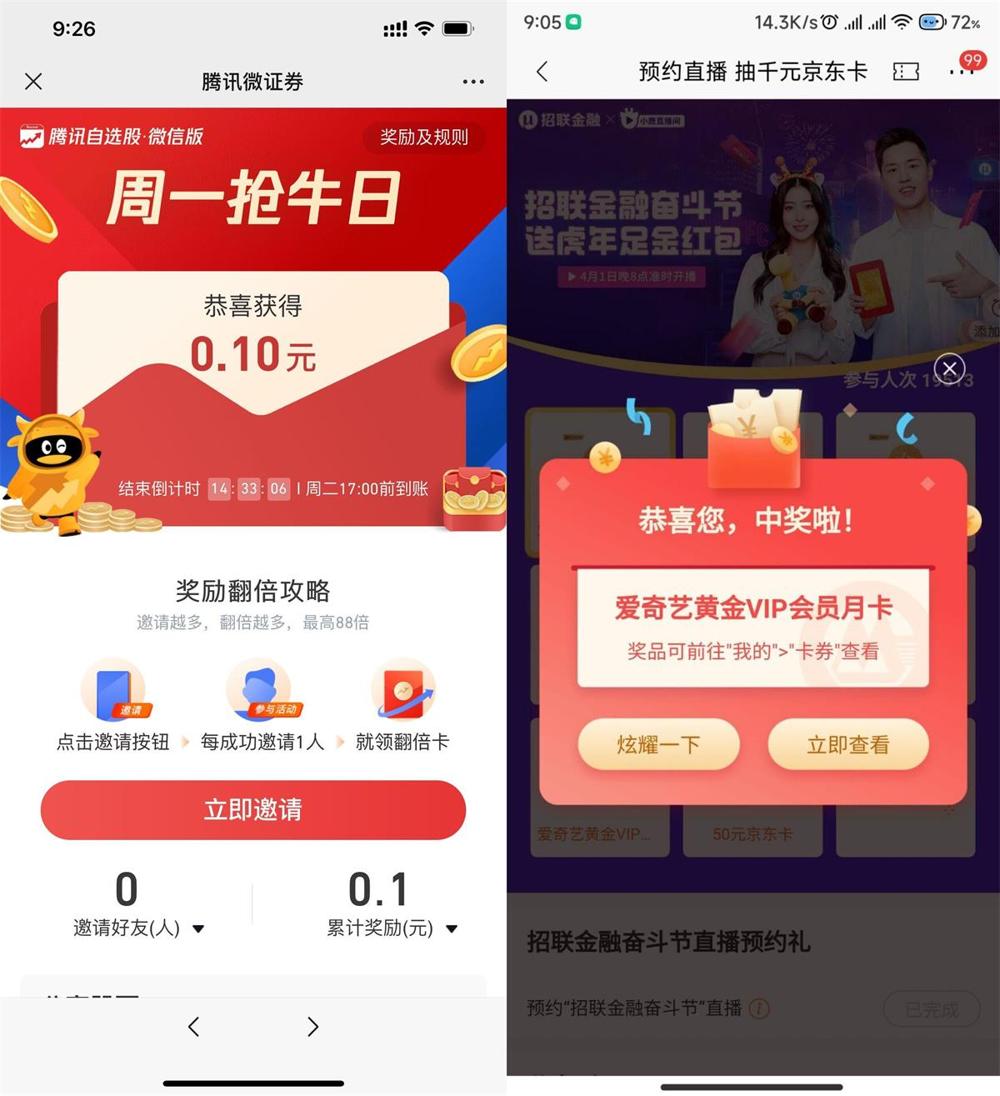 9:26
腾讯微证券
腾讯自选股·微信版
奖励及规则
周一抢牛日
恭喜获得
0.10元
结束倒计时 14:33:06 | 周二17:00前到账
奖励翻倍攻略
邀请越多，翻倍越多，最高88倍
邀请
参与活动
点击邀请按钮
每成功邀请1人
就领翻倍卡
立即邀请
0
0.1
邀请好友(人)
累计奖励(元)
9:05
14.3K/s
72%
预约直播 抽千元京东卡
99
招联金融×小鹿直播间
招联金融奋斗节
送虎年足金红包
4月1日晚8点准时开播
添加
恭喜您，中奖啦！
爱奇艺黄金VIP会员月卡
奖品可前往"我的">"卡券"查看
炫耀一下
立即查看
爱奇艺黄金VIP...
50元京东卡
招联金融奋斗节直播预约礼
预约“招联金融奋斗节”直播
已完成